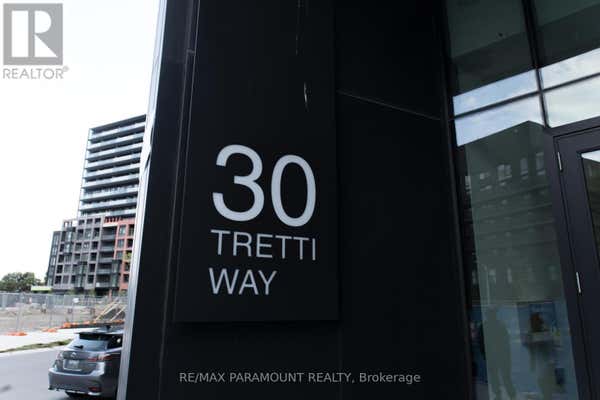 REALTOR®
30
TRETTI
WAY
RE/MAX PARAMOUNT REALTY, Brokerage